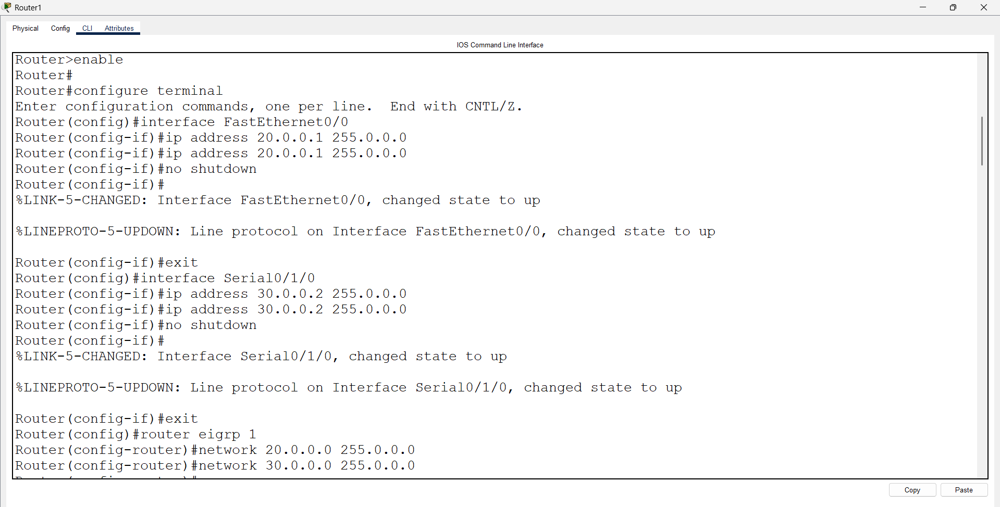 Router1
Physical Config CLI Attributes
IOS Command Line Interface
Router>enable
Router#
Router#configure terminal
Enter configuration commands, one per line.  End with CNTL/Z.
Router(config)#interface FastEthernet0/0
Router(config-if)#ip address 20.0.0.1 255.0.0.0
Router(config-if)#ip address 20.0.0.1 255.0.0.0
Router(config-if)#no shutdown
Router(config-if)#
%LINK-5-CHANGED: Interface FastEthernet0/0, changed state to up
%LINEPROTO-5-UPDOWN: Line protocol on Interface FastEthernet0/0, changed state to up
Router(config-if)#exit
Router(config)#interface Serial0/1/0
Router(config-if)#ip address 30.0.0.2 255.0.0.0
Router(config-if)#ip address 30.0.0.2 255.0.0.0
Router(config-if)#no shutdown
Router(config-if)#
%LINK-5-CHANGED: Interface Serial0/1/0, changed state to up
%LINEPROTO-5-UPDOWN: Line protocol on Interface Serial0/1/0, changed state to up
Router(config-if)#exit
Router(config)#router eigrp 1
Router(config-router)#network 20.0.0.0 255.0.0.0
Router(config-router)#network 30.0.0.0 255.0.0.0
Copy Paste